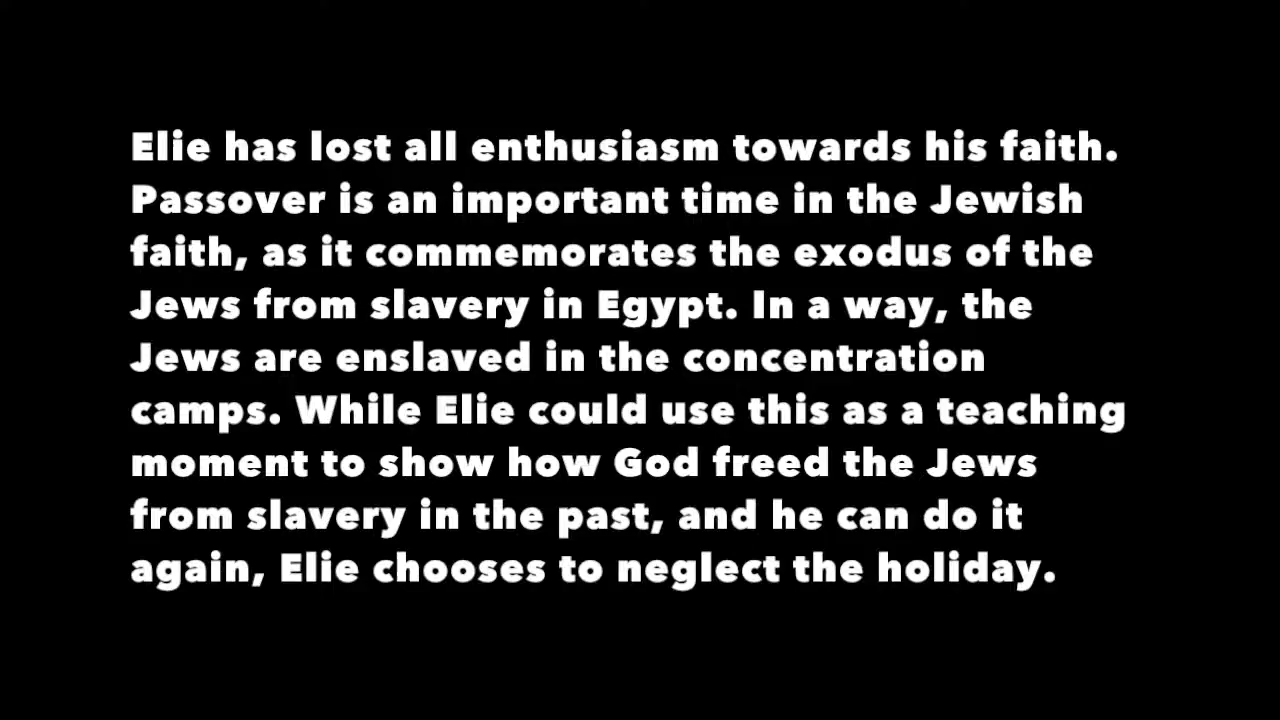 Elie has lost all enthusiasm towards his faith.
Passover is an important time in the Jewish
faith, as it commemorates the exodus of the
Jews from slavery in Egypt. In a way, the
Jews are enslaved in the concentration
camps. While Elie could use this as a teaching
moment to show how God freed the Jews
from slavery in the past, and he can do it
again, Elie chooses to neglect the holiday.